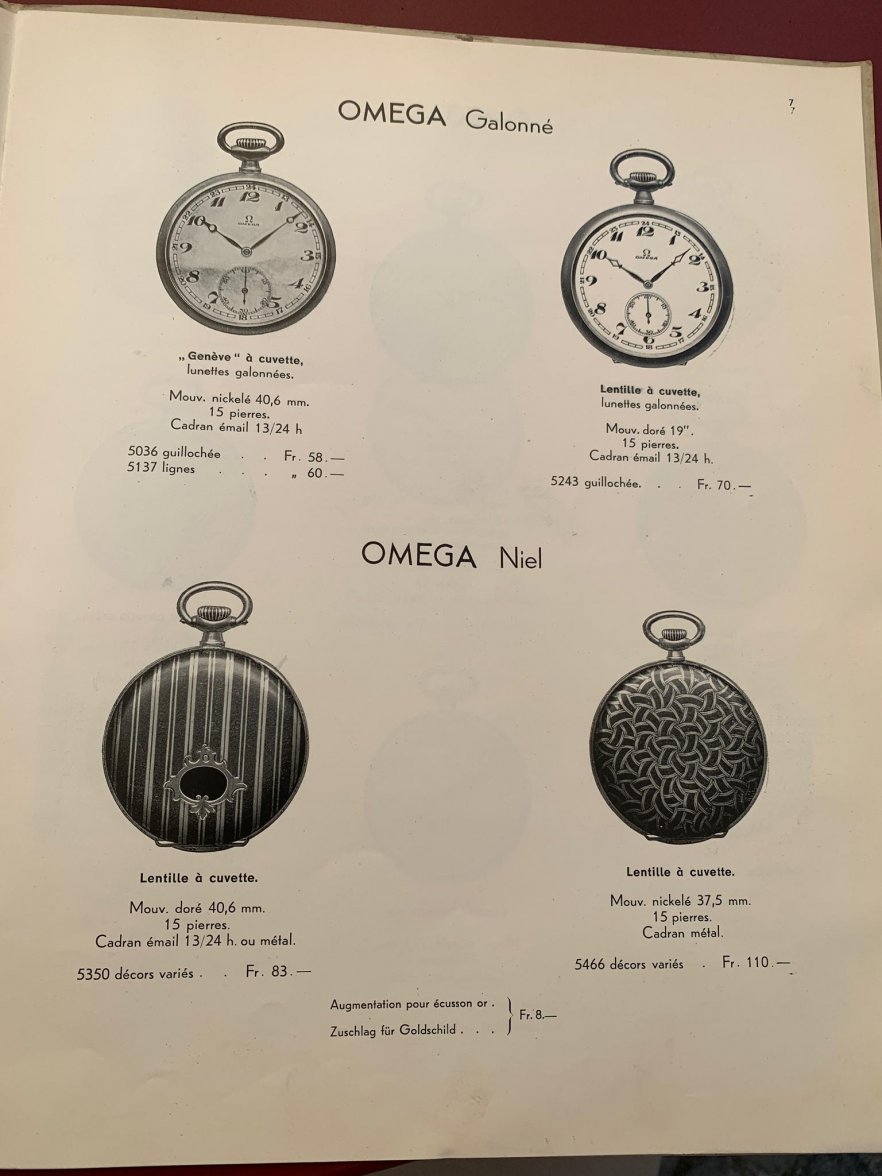 7
7
OMEGA Galonné
Ω
OMEGA
Ω
OMEGA
„Genève“ à cuvette,
lunettes galonnées.
Mouv. nickelé 40,6 mm.
15 pierres.
Cadran émail 13/24 h
5036 guillochée . . Fr. 58.—
5137 lignes . . . „ 60.—
Lentille à cuvette,
lunettes galonnées.
Mouv. doré 19”.
15 pierres.
Cadran émail 13/24 h.
5243 guillochée. . . Fr. 70.—
OMEGA Niel
Lentille à cuvette.
Mouv. doré 40,6 mm.
15 pierres.
Cadran émail 13/24 h. ou métal.
5350 décors variés . . Fr. 83.—
Lentille à cuvette.
Mouv. nickelé 37,5 mm.
15 pierres.
Cadran métal.
5466 décors variés . Fr. 110.—
Augmentation pour écusson or .
Zuschlag für Goldschild . . .
} Fr. 8.—